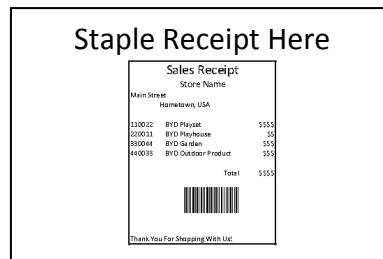 Staple Receipt Here
Sales Receipt
Store Name
Main Street
Hometown, USA
110022 BYD Playset $$$$
220011 BYD Playhouse $$
330044 BYD Garden $$$
440033 BYD Outdoor Product $$$
Total $$$$
Thank You For Shopping With Us!